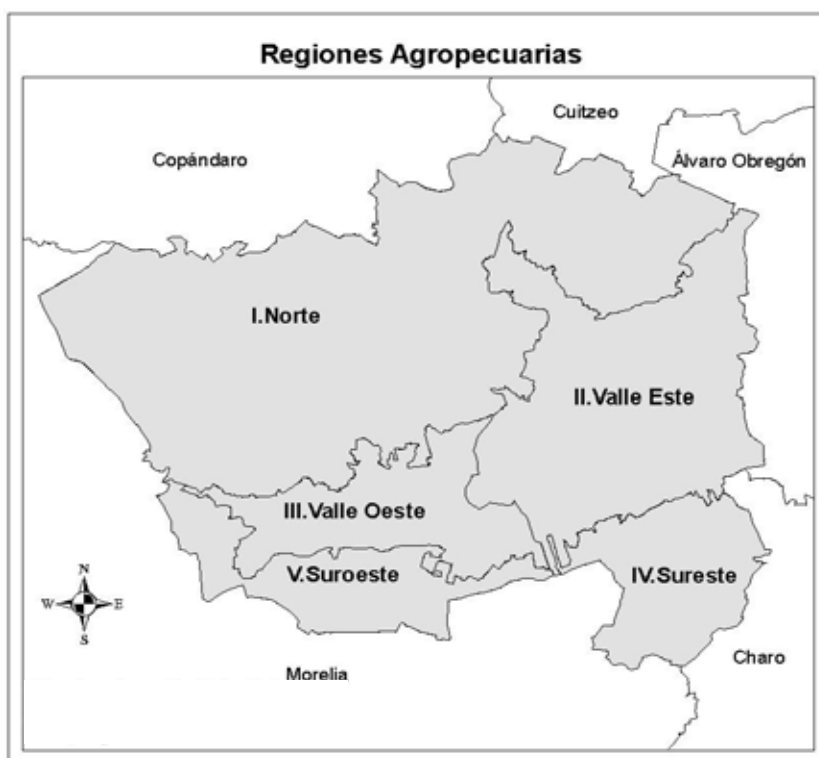 Regiones Agropecuarias
Cuitzeo
Copándaro
Álvaro Obregón
I.Norte
II.Valle Este
III.Valle Oeste
V.Suroeste
IV.Sureste
N
W
E
S
Charo
Morelia